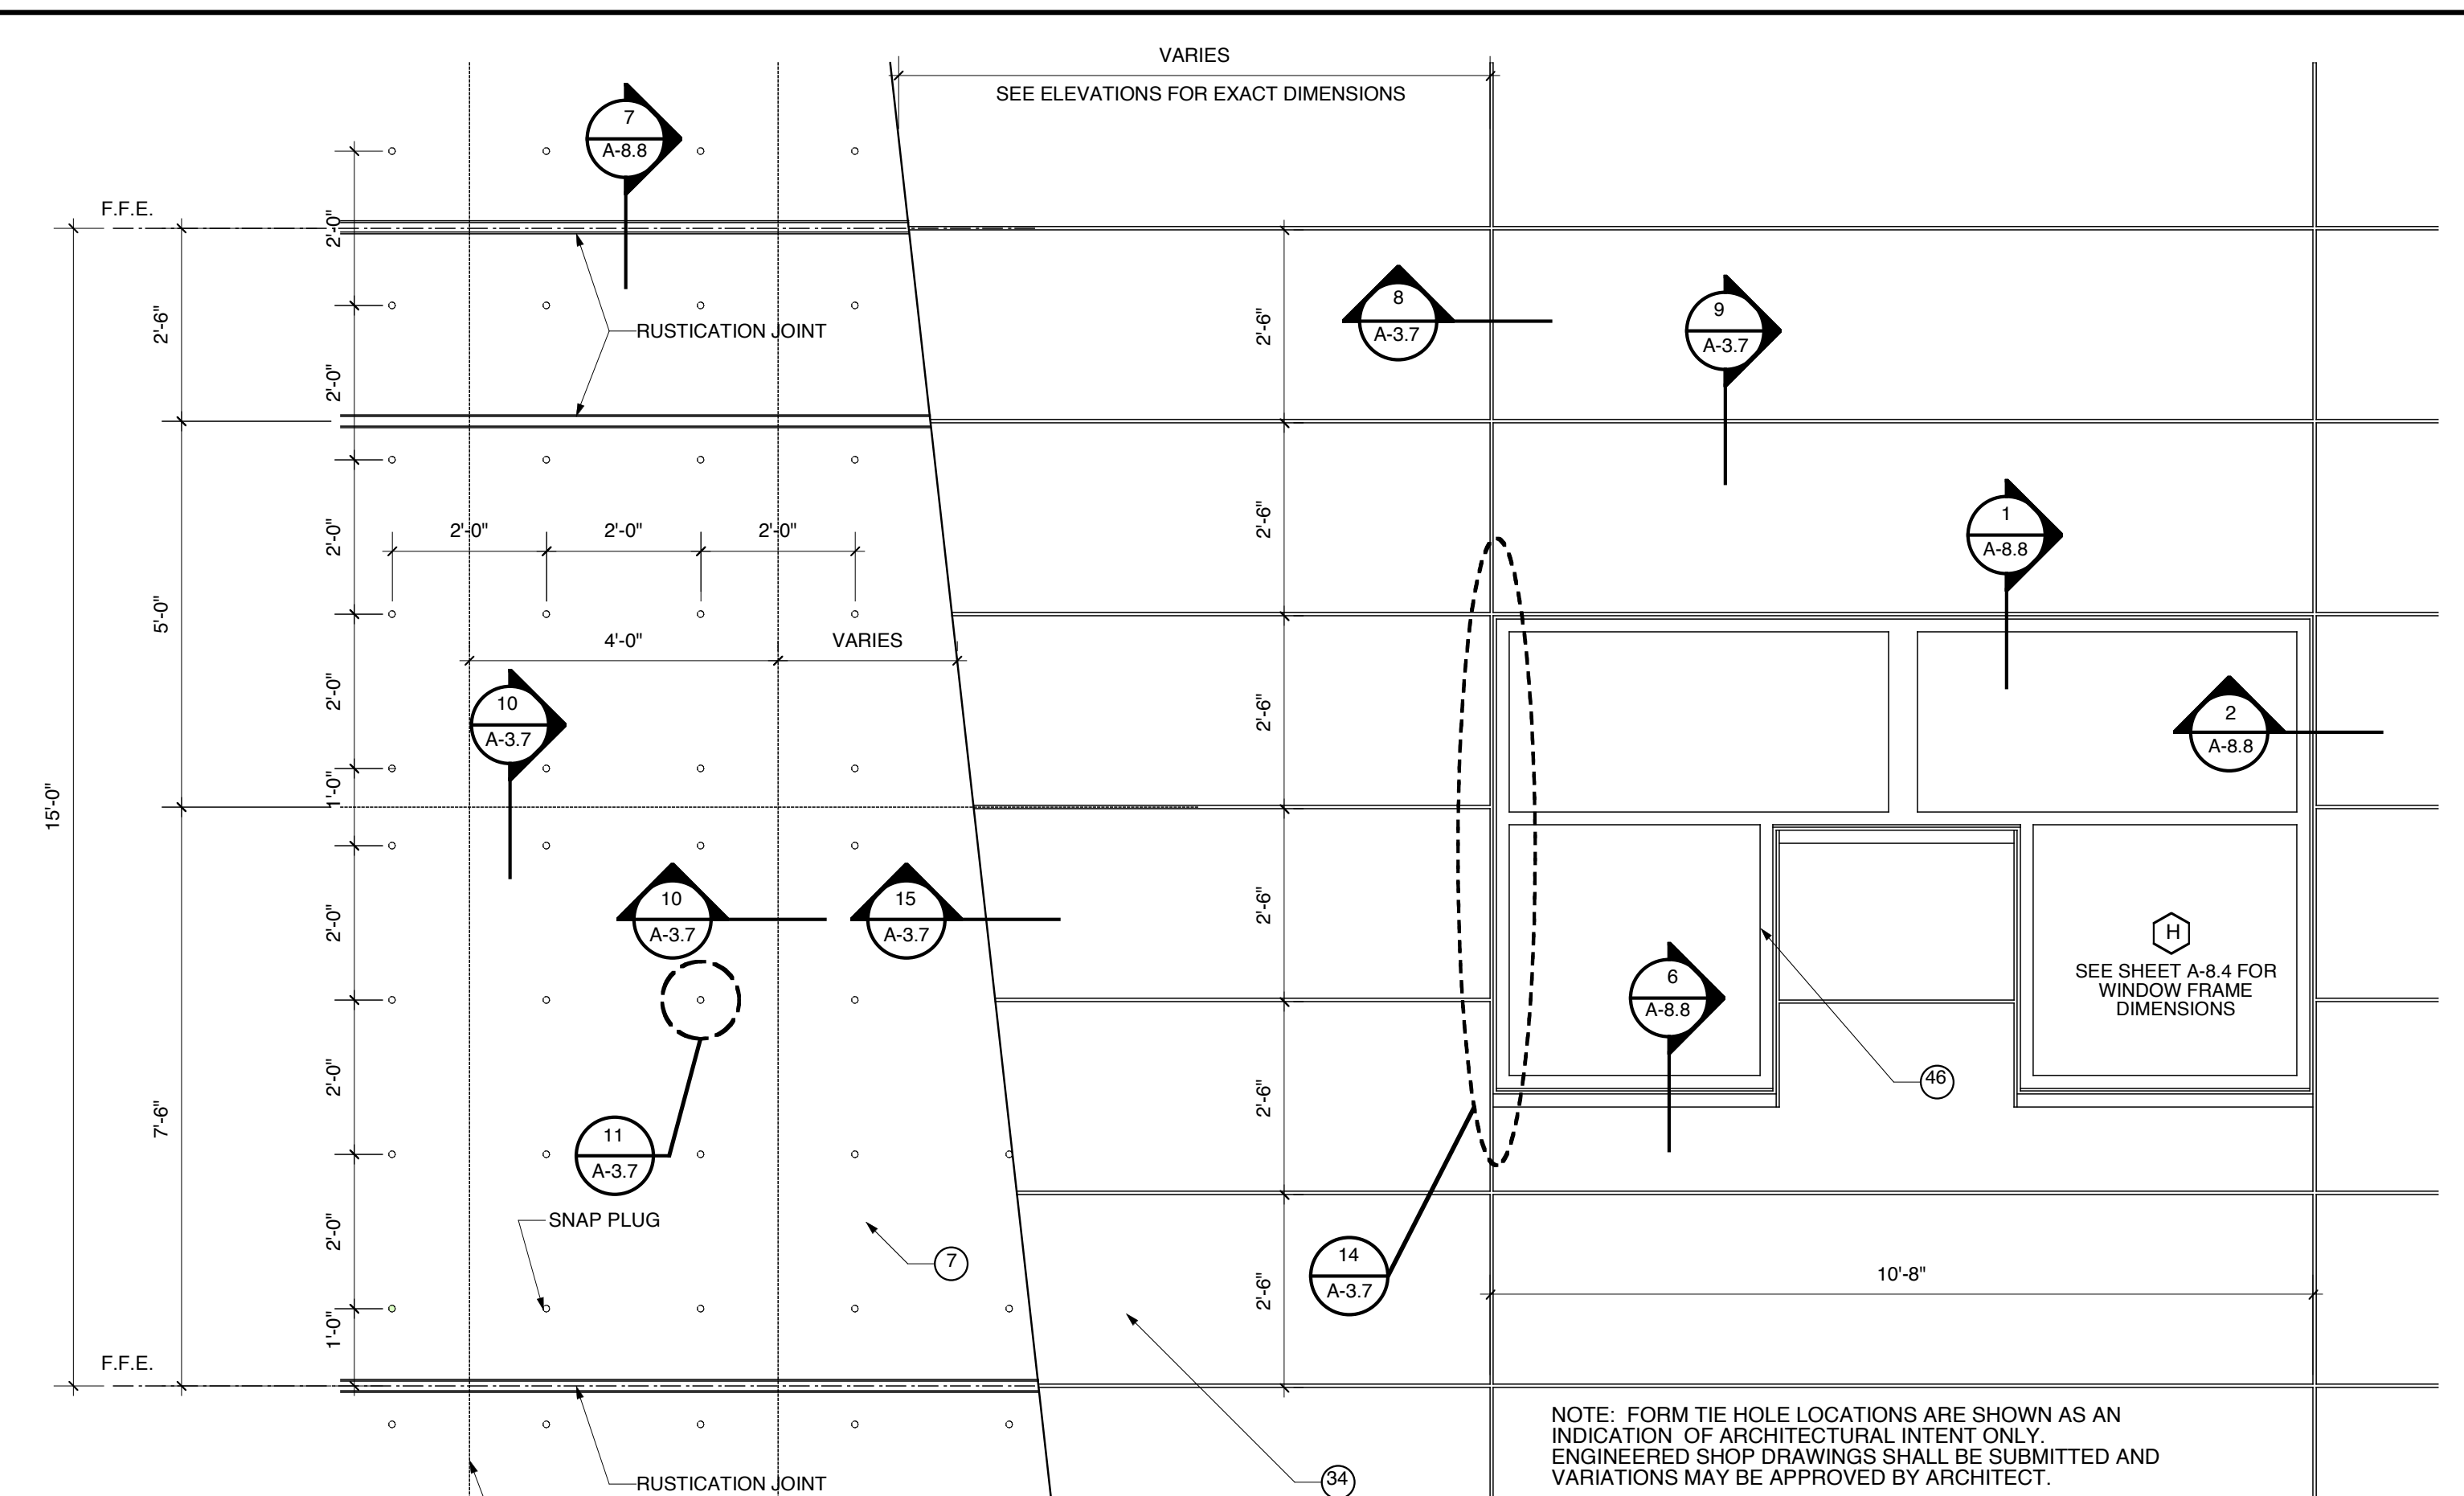 VARIES
SEE ELEVATIONS FOR EXACT DIMENSIONS
7
A-8.8
F.F.E.
2'-0"
2'-6"
RUSTICATION JOINT
2'-6"
8
A-3.7
9
A-3.7
2'-0"
2'-0"
2'-0"
2'-0"
2'-0"
2'-6"
1
A-8.8
5'-0"
4'-0"
VARIES
2'-0"
10
A-3.7
2'-6"
2
A-8.8
15'-0"
1'-0"
2'-0"
10
A-3.7
15
A-3.7
2'-6"
H
SEE SHEET A-8.4 FOR
WINDOW FRAME
DIMENSIONS
6
A-8.8
46
7'-6"
2'-0"
11
A-3.7
2'-6"
SNAP PLUG
2'-0"
7
14
A-3.7
2'-6"
10'-8"
1'-0"
F.F.E.
RUSTICATION JOINT
34
NOTE: FORM TIE HOLE LOCATIONS ARE SHOWN AS AN
INDICATION OF ARCHITECTURAL INTENT ONLY.
ENGINEERED SHOP DRAWINGS SHALL BE SUBMITTED AND
VARIATIONS MAY BE APPROVED BY ARCHITECT.